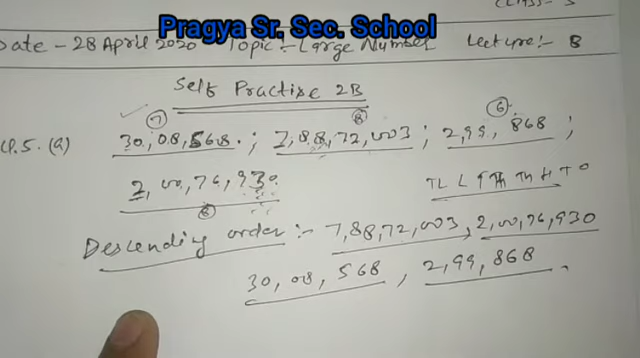 Pragya Sr. Sec. School
Date - 28 April 2020 Topic :- Large Number Lecture :- 8
Self Practise 2B
Q.5. (a) 30,08,568. ; 7,88,72,003 ; 2,99,868 ;
7 8 6
2,00,76,930
8
TL L TTh Th H T O
Descending order :- 7,88,72,003, 2,00,76,930
30,08,568, 2,99,868.